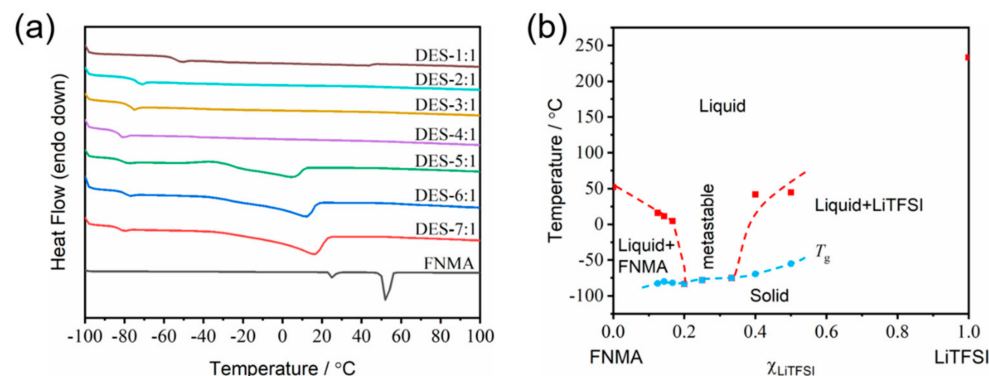 (a)
Heat Flow (endo down)
DES-1:1
DES-2:1
DES-3:1
DES-4:1
DES-5:1
DES-6:1
DES-7:1
FNMA
-100 -80 -60 -40 -20 0 20 40 60 80 100
Temperature / °C
(b)
Temperature / °C
250
200
150
100
50
0
-50
-100
Liquid
metastable
Liquid+
FNMA
Liquid+LiTFSI
Tg
Solid
0.0 0.2 0.4 0.6 0.8 1.0
FNMA χLiTFSI LiTFSI